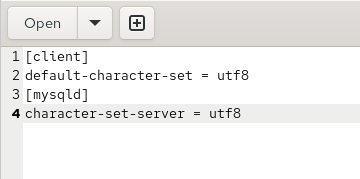 Open
1 [client]
2 default-character-set = utf8
3 [mysqld]
4 character-set-server = utf8